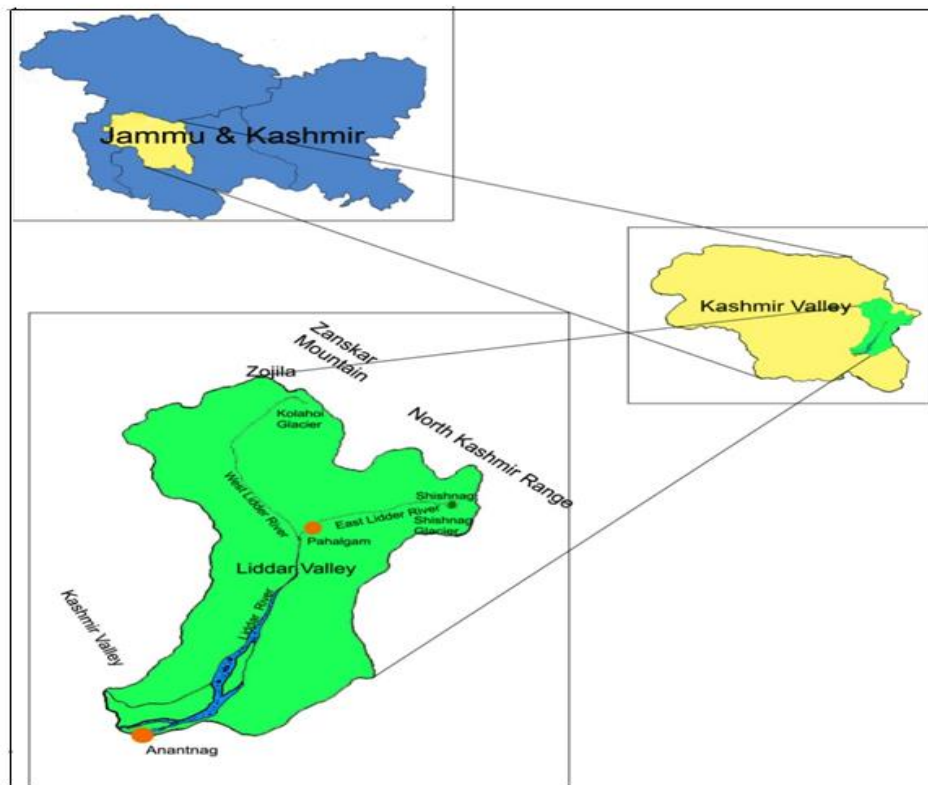 Jammu & Kashmir
Kashmir Valley
Zanskar
Mountain
Zojila
Kolahoi
Glacier
North Kashmir Range
West Lidder River
Shishnag
East Lidder River
Shishnag
Glacier
Pahalgam
Liddar Valley
Liddar River
Kashmir Valley
Anantnag